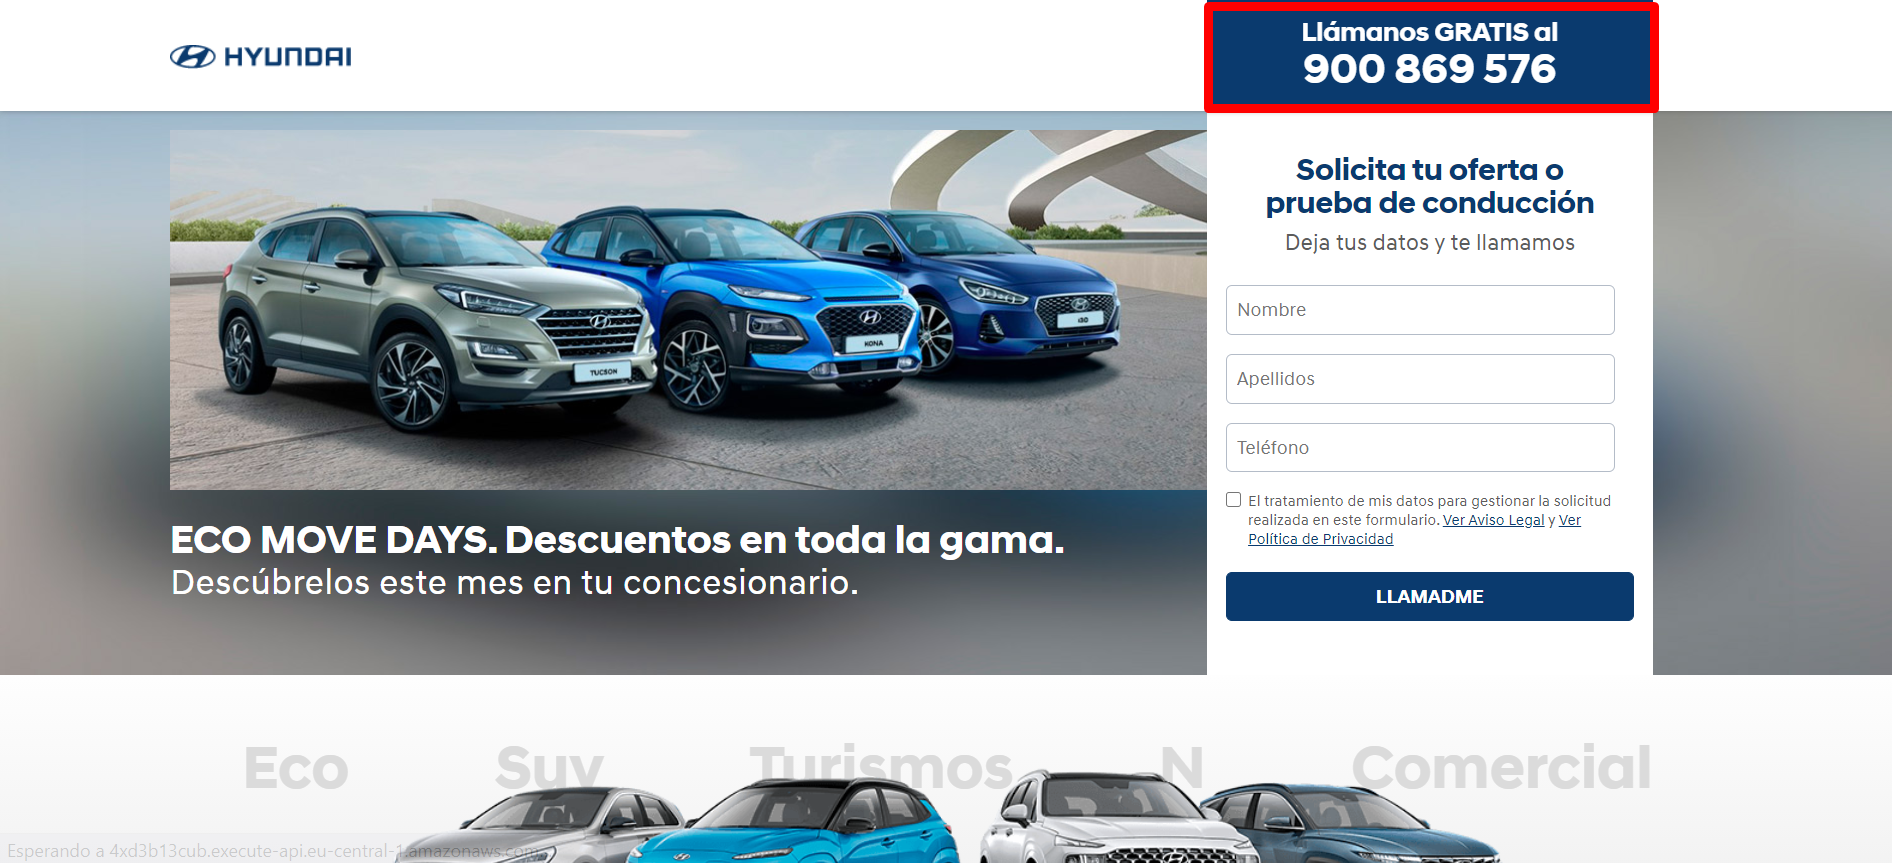 HYUNDAI
Llámanos GRATIS al
900 869 576
TUCSON
KONA
i30
ECO MOVE DAYS. Descuentos en toda la gama.
Descúbrelos este mes en tu concesionario.
Solicita tu oferta o
prueba de conducción
Deja tus datos y te llamamos
Nombre
Apellidos
Teléfono
El tratamiento de mis datos para gestionar la solicitud
realizada en este formulario. Ver Aviso Legal y Ver
Política de Privacidad
LLAMADME
Eco Suv Turismos N Comercial
Esperando a 4xd3b13cub.execute-api.eu-central-1.amazonaws.com...